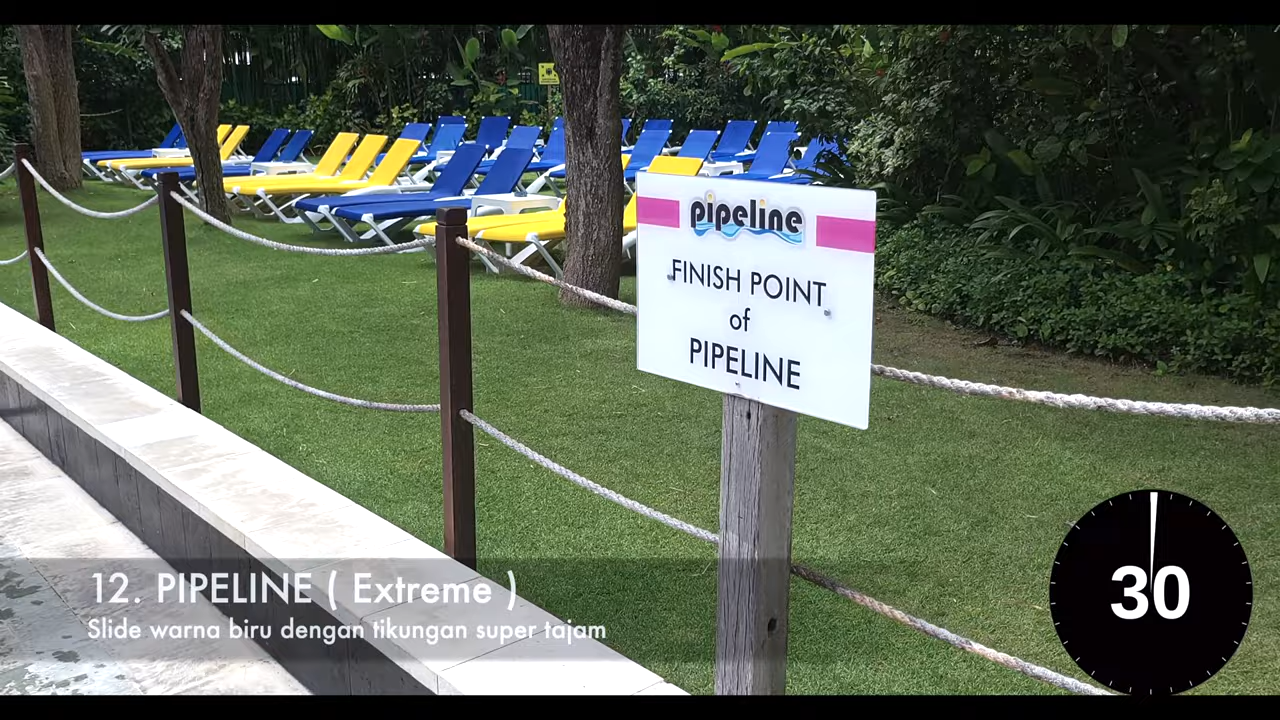 pipeline
FINISH POINT
of
PIPELINE
12. PIPELINE ( Extreme )
Slide warna biru dengan tikungan super tajam
30